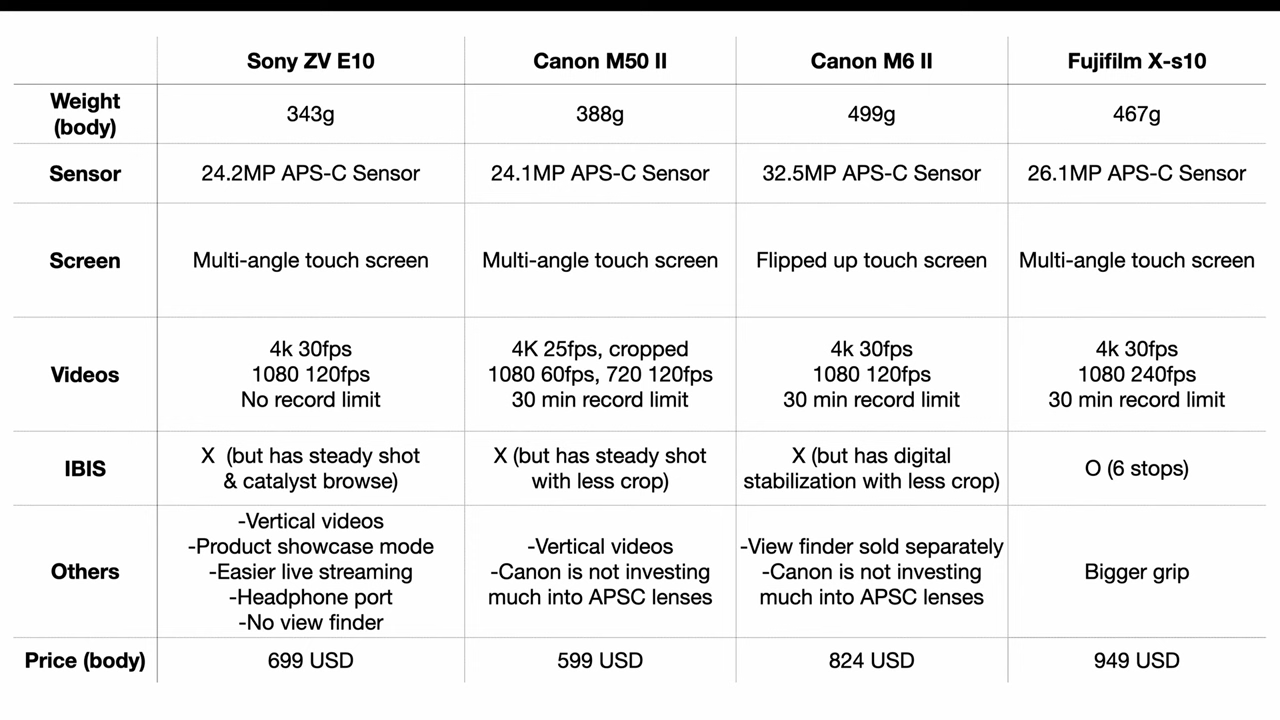 Sony ZV E10 Canon M50 II Canon M6 II Fujifilm X-s10
Weight
(body)
343g 388g 499g 467g
Sensor 24.2MP APS-C Sensor 24.1MP APS-C Sensor 32.5MP APS-C Sensor 26.1MP APS-C Sensor
Screen Multi-angle touch screen Multi-angle touch screen Flipped up touch screen Multi-angle touch screen
Videos
4k 30fps
1080 120fps
No record limit
4K 25fps, cropped
1080 60fps, 720 120fps
30 min record limit
4k 30fps
1080 120fps
30 min record limit
4k 30fps
1080 240fps
30 min record limit
IBIS
X (but has steady shot
& catalyst browse)
X (but has steady shot
with less crop)
X (but has digital
stabilization with less crop)
O (6 stops)
Others
-Vertical videos
-Product showcase mode
-Easier live streaming
-Headphone port
-No view finder
-Vertical videos
-Canon is not investing
much into APSC lenses
-View finder sold separately
-Canon is not investing
much into APSC lenses
Bigger grip
Price (body) 699 USD 599 USD 824 USD 949 USD